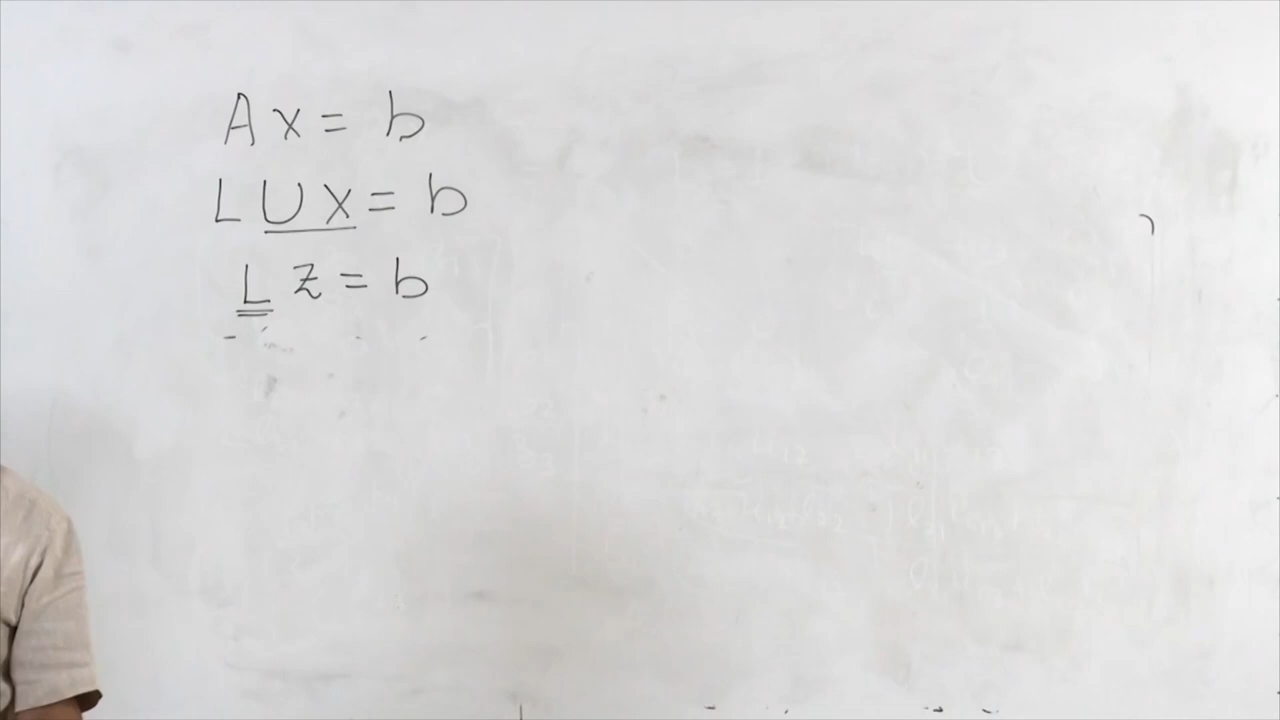 Ax = b
LUx = b
Lz = b